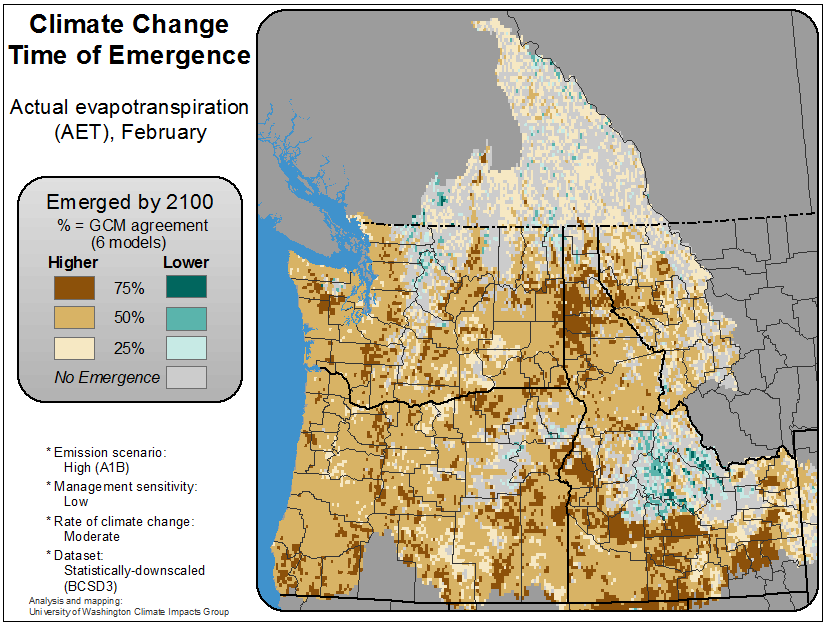 Climate Change
Time of Emergence
Actual evapotranspiration
(AET), February
Emerged by 2100
% = GCM agreement
(6 models)
Higher Lower
75%
50%
25%
No Emergence
* Emission scenario:
High (A1B)
* Management sensitivity:
Low
* Rate of climate change:
Moderate
* Dataset:
Statistically-downscaled
(BCSD3)
Analysis and mapping:
University of Washington Climate Impacts Group